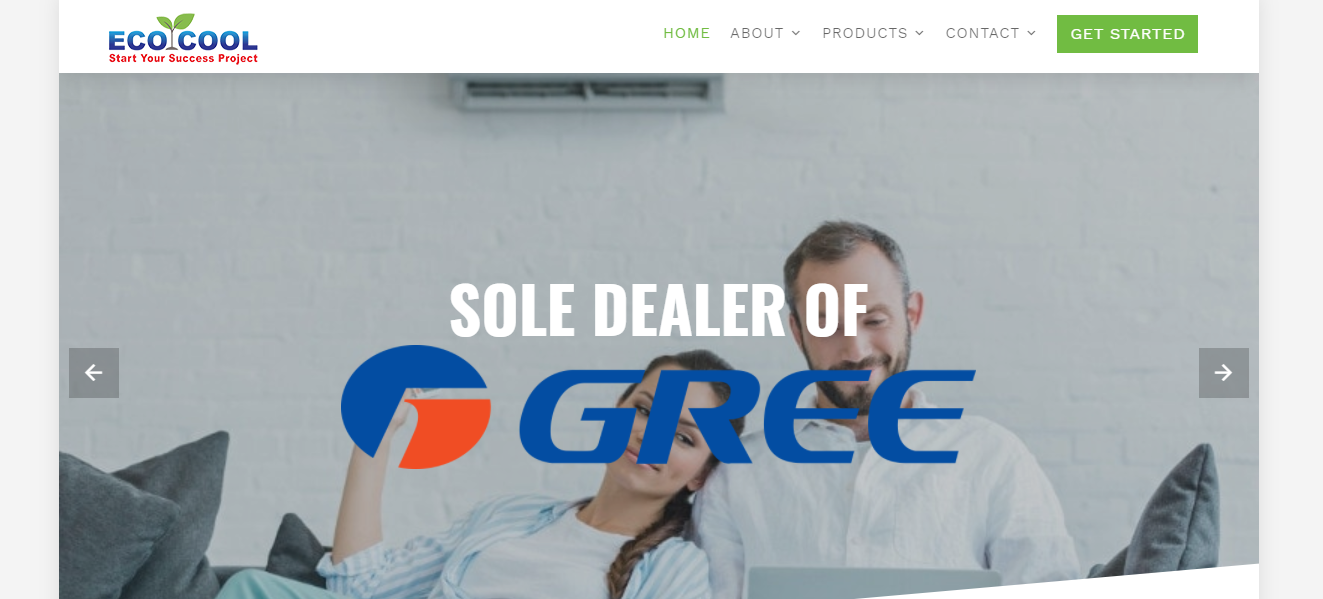 ECO COOL
Start Your Success Project
HOME ABOUT PRODUCTS CONTACT GET STARTED
SOLE DEALER OF
GREE